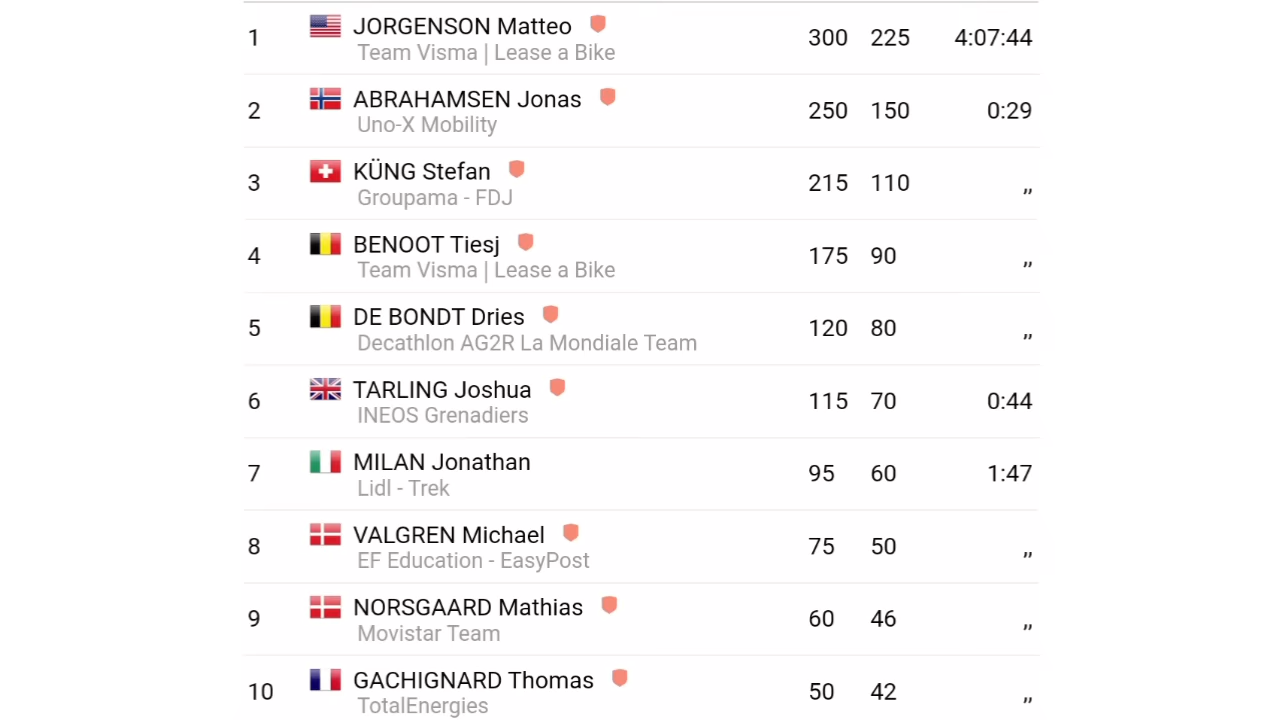 1 JORGENSON Matteo 300 225 4:07:44
Team Visma | Lease a Bike
2 ABRAHAMSEN Jonas 250 150 0:29
Uno-X Mobility
3 KÜNG Stefan 215 110 ,,
Groupama - FDJ
4 BENOOT Tiesj 175 90 ,,
Team Visma | Lease a Bike
5 DE BONDT Dries 120 80 ,,
Decathlon AG2R La Mondiale Team
6 TARLING Joshua 115 70 0:44
INEOS Grenadiers
7 MILAN Jonathan 95 60 1:47
Lidl - Trek
8 VALGREN Michael 75 50 ,,
EF Education - EasyPost
9 NORSGAARD Mathias 60 46 ,,
Movistar Team
10 GACHIGNARD Thomas 50 42 ,,
TotalEnergies